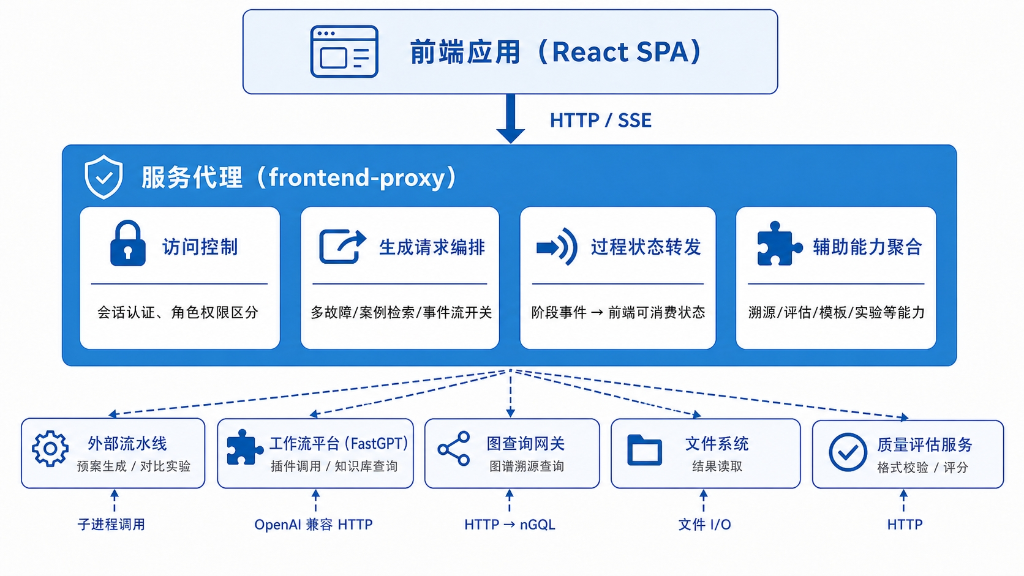 前端应用（React SPA）
HTTP / SSE
服务代理（frontend-proxy）
访问控制
会话认证、角色权限区分
生成请求编排
多故障/案例检索/事件流开关
过程状态转发
阶段事件 → 前端可消费状态
辅助能力聚合
溯源/评估/模板/实验等能力
外部流水线
预案生成 / 对比实验
工作流平台 (FastGPT)
插件调用 / 知识库查询
图查询网关
图谱溯源查询
文件系统
结果读取
质量评估服务
格式校验 / 评分
子进程调用
OpenAI 兼容 HTTP
HTTP → nGQL
文件 I/O
HTTP